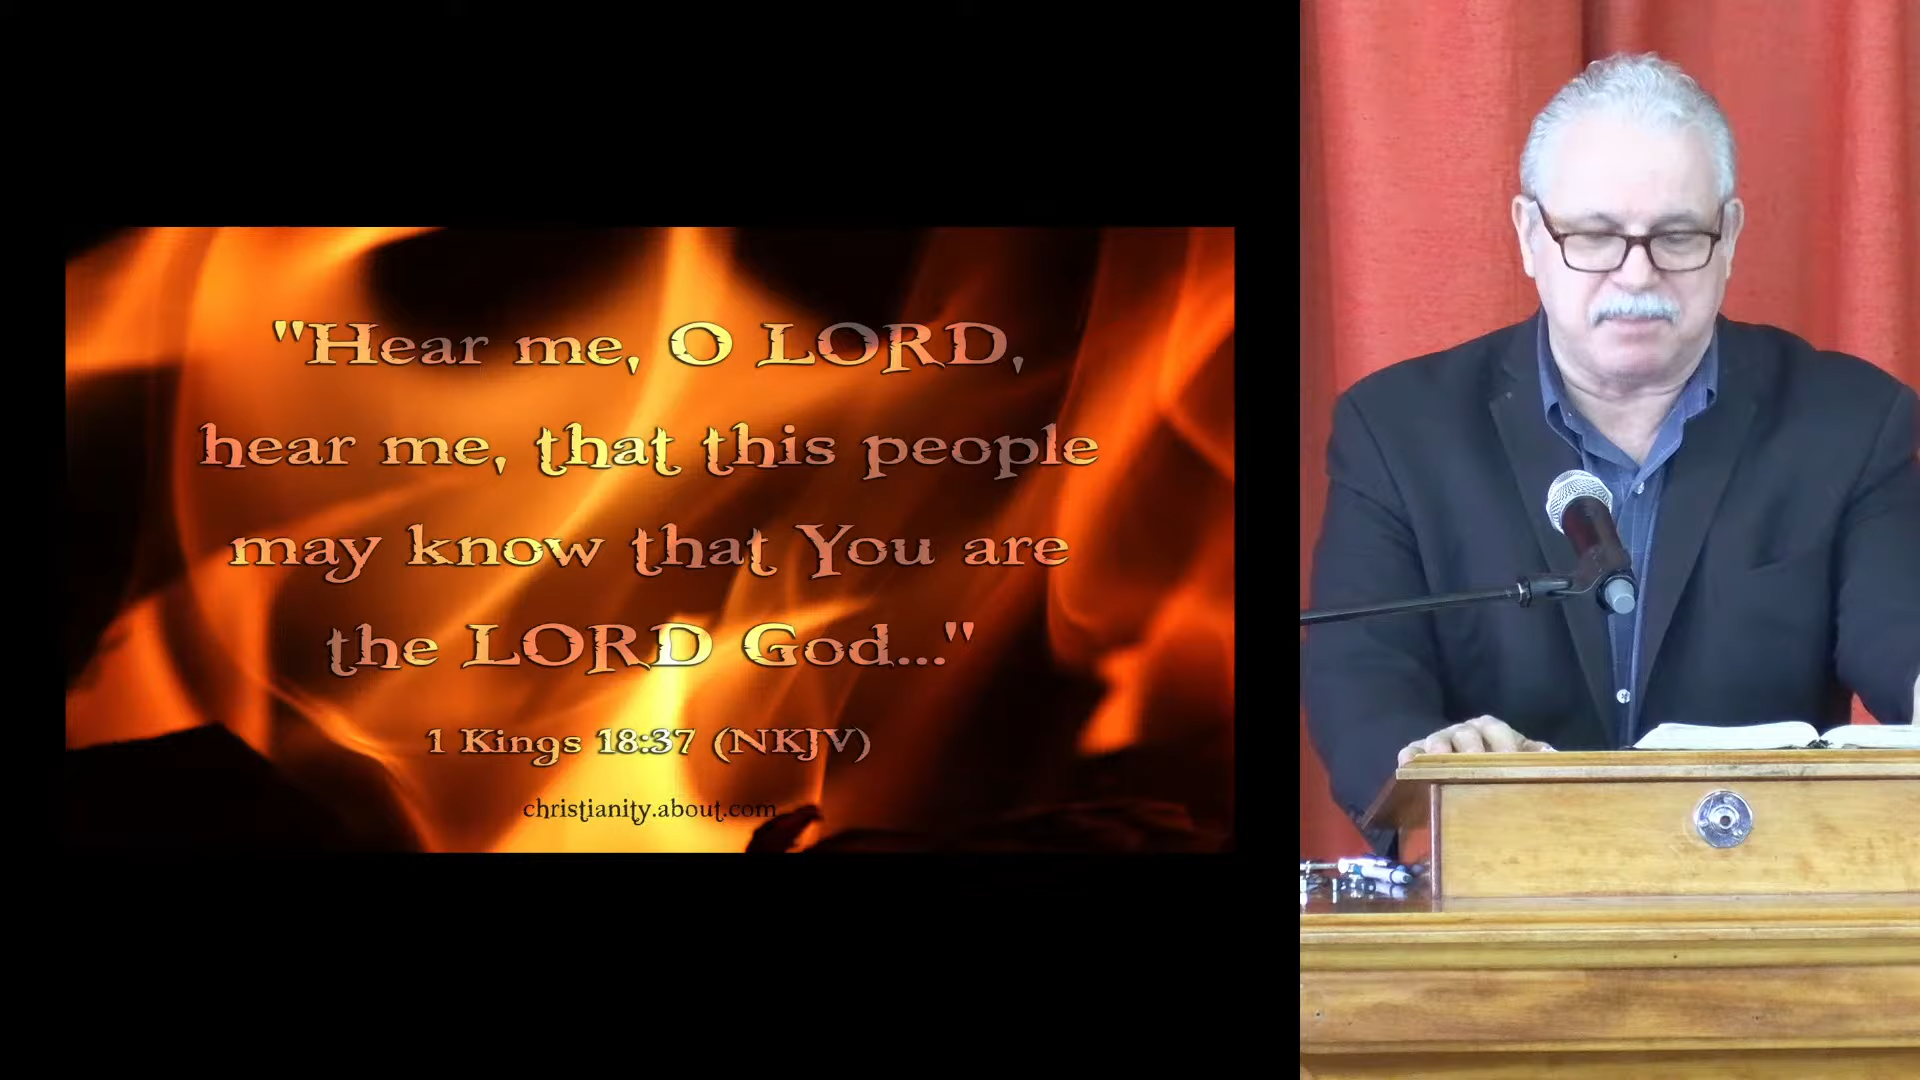 "Hear me, O LORD,
hear me, that this people
may know that You are
the LORD God..."
1 Kings 18:37 (NKJV)
christianity.about.com